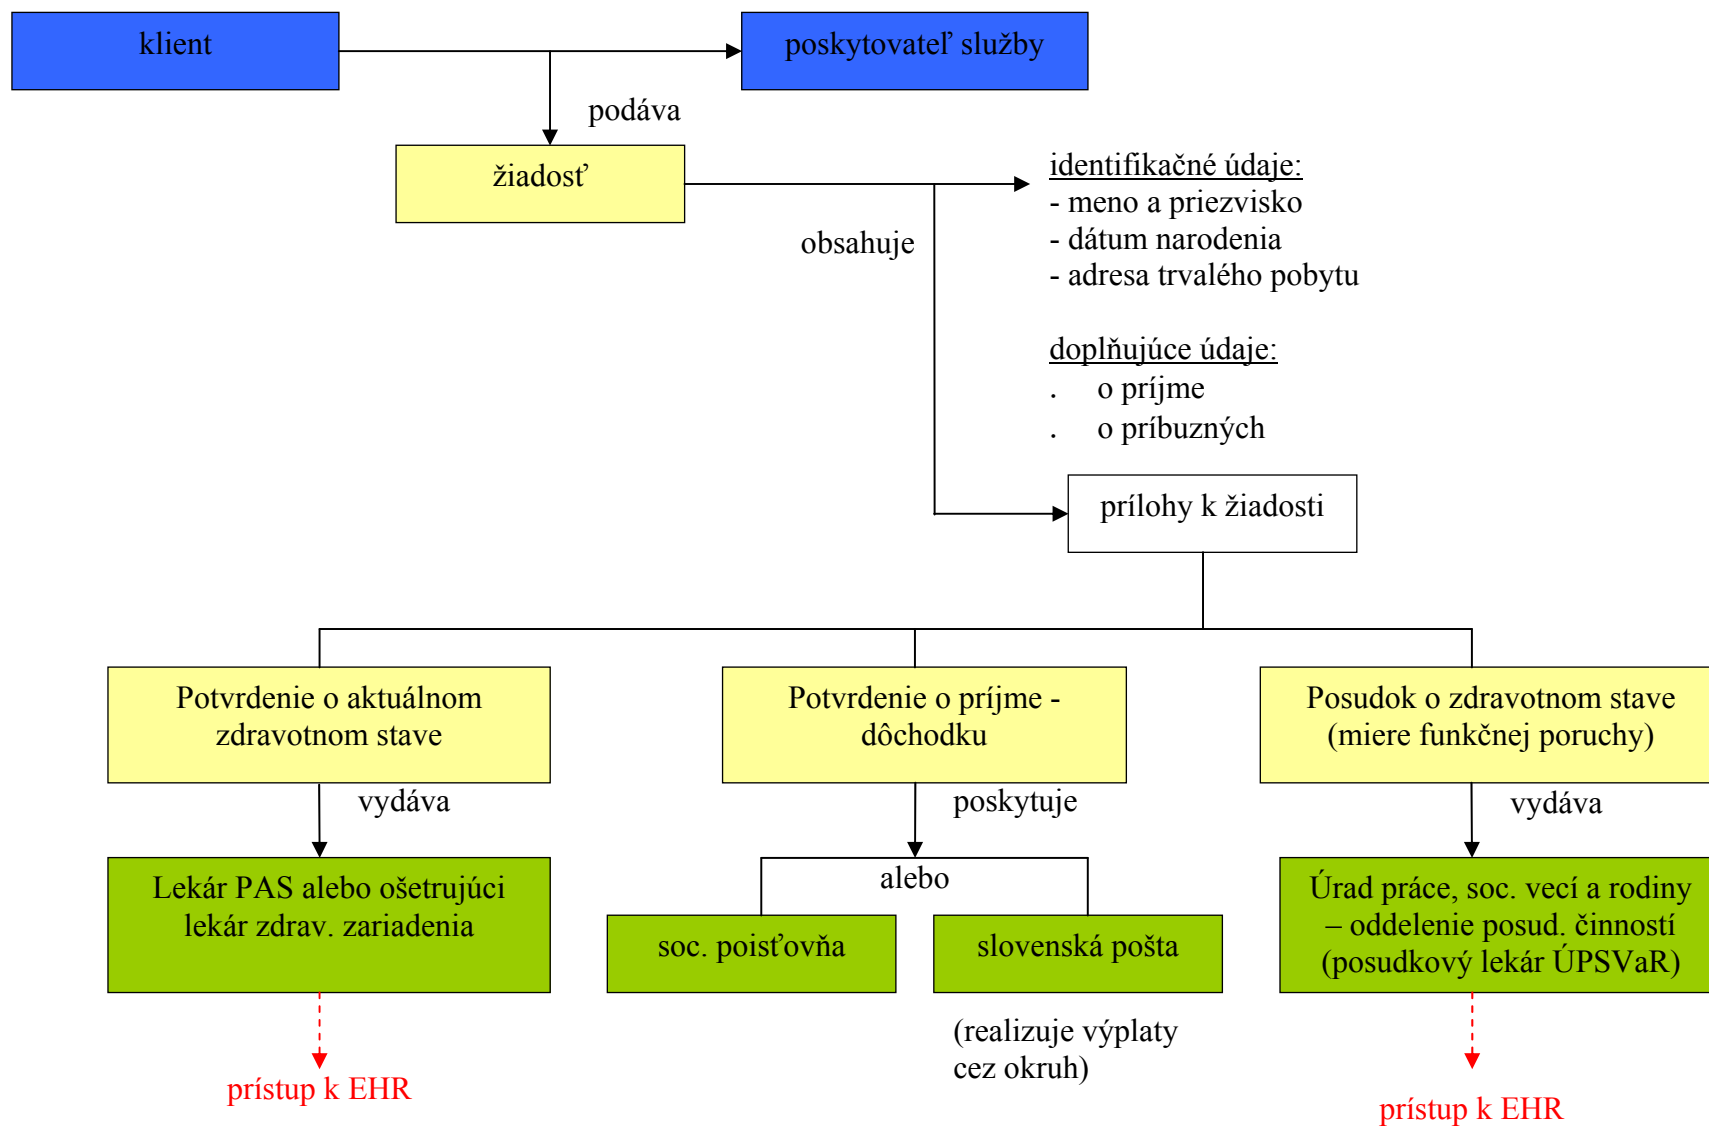 klient
poskytovateľ služby
podáva
žiadosť
obsahuje
identifikačné údaje:
- meno a priezvisko
- dátum narodenia
- adresa trvalého pobytu
doplňujúce údaje:
. o príjme
. o príbuzných
prílohy k žiadosti
Potvrdenie o aktuálnom
zdravotnom stave
Potvrdenie o príjme -
dôchodku
Posudok o zdravotnom stave
(miere funkčnej poruchy)
vydáva
poskytuje
vydáva
Lekár PAS alebo ošetrujúci
lekár zdrav. zariadenia
alebo
soc. poisťovňa
slovenská pošta
Úrad práce, soc. vecí a rodiny
– oddelenie posud. činností
(posudkový lekár ÚPSVaR)
(realizuje výplaty
cez okruh)
prístup k EHR
prístup k EHR